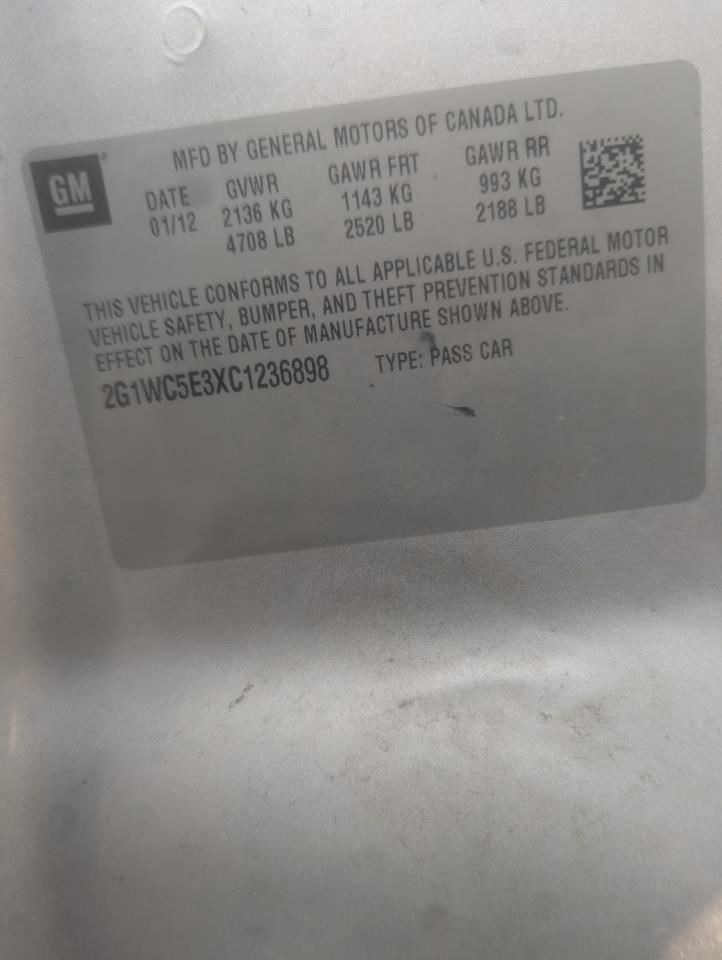 MFD BY GENERAL MOTORS OF CANADA LTD.
GM
DATE GVWR GAWR FRT GAWR RR
01/12 2136 KG 1143 KG 993 KG
4708 LB 2520 LB 2188 LB
THIS VEHICLE CONFORMS TO ALL APPLICABLE U.S. FEDERAL MOTOR
VEHICLE SAFETY, BUMPER, AND THEFT PREVENTION STANDARDS IN
EFFECT ON THE DATE OF MANUFACTURE SHOWN ABOVE.
2G1WC5E3XC1236898 TYPE: PASS CAR